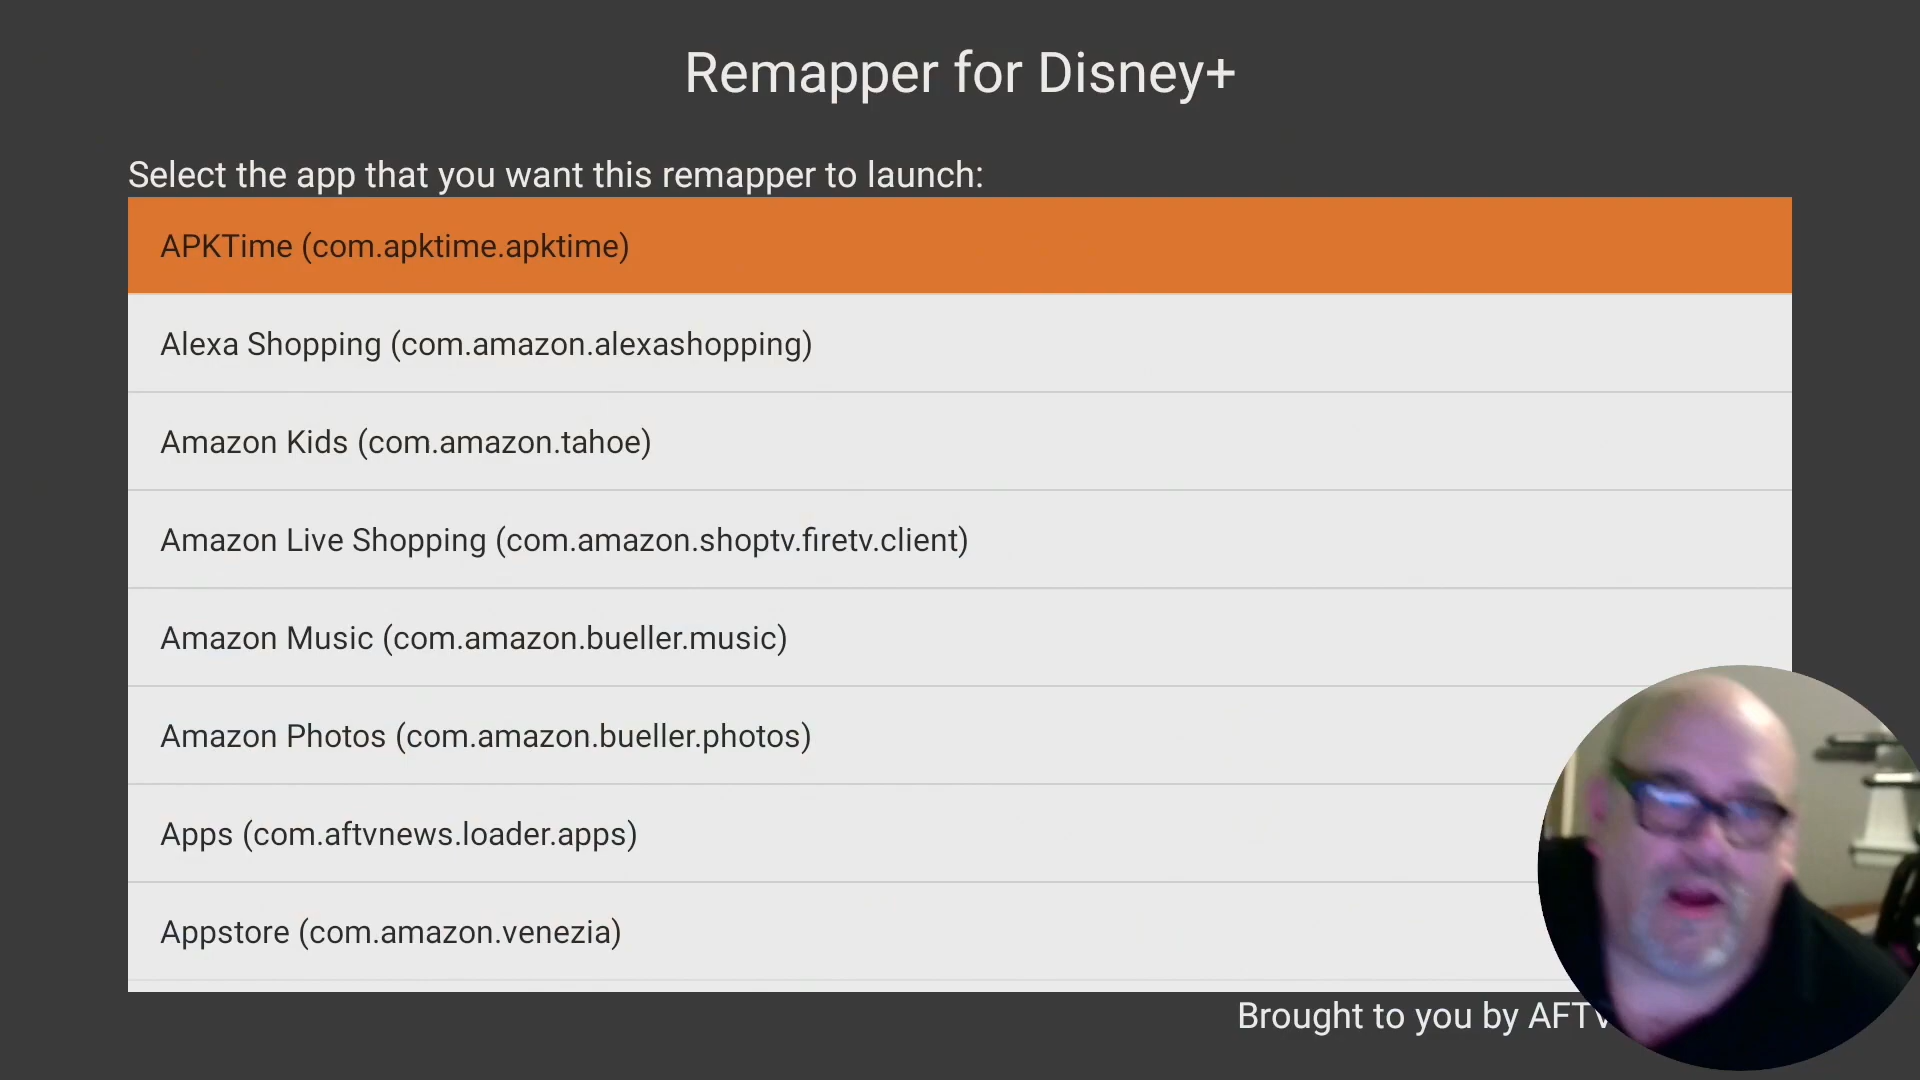 Remapper for Disney+
Select the app that you want this remapper to launch:
APKTime (com.apktime.apktime)
Alexa Shopping (com.amazon.alexashopping)
Amazon Kids (com.amazon.tahoe)
Amazon Live Shopping (com.amazon.shoptv.firetv.client)
Amazon Music (com.amazon.bueller.music)
Amazon Photos (com.amazon.bueller.photos)
Apps (com.aftvnews.loader.apps)
Appstore (com.amazon.venezia)
Brought to you by